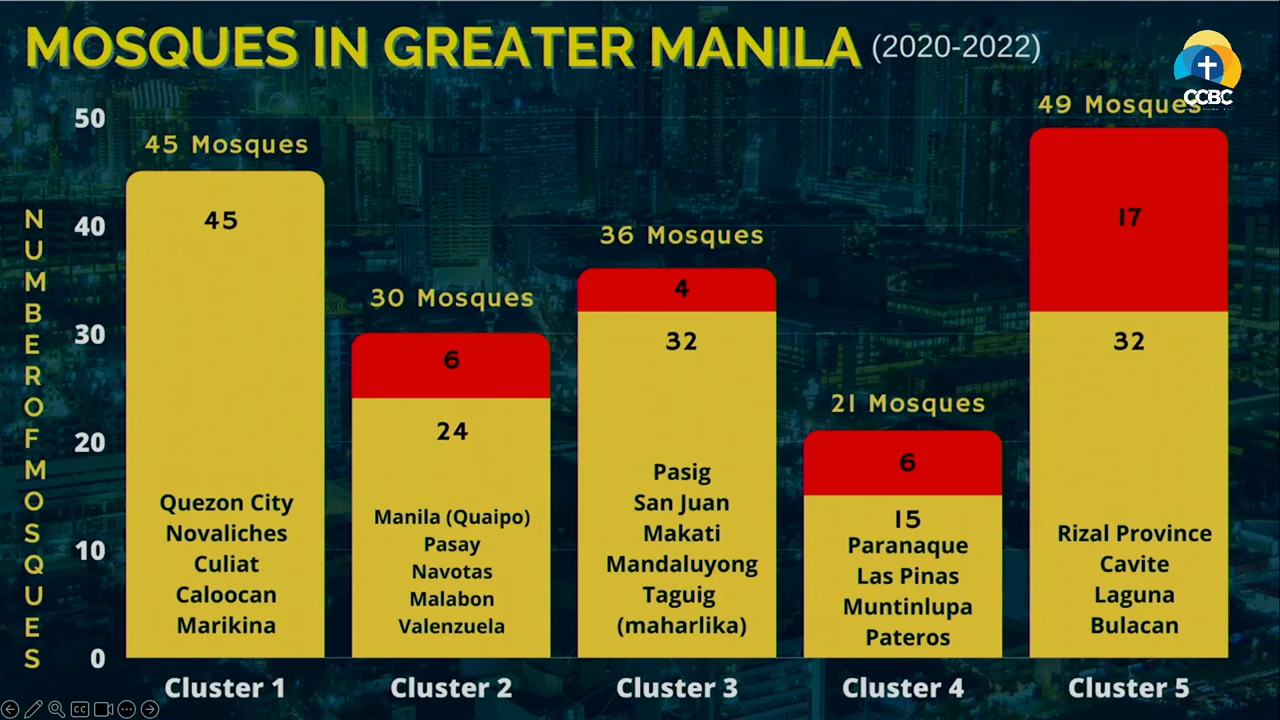 MOSQUES IN GREATER MANILA (2020-2022)
CCBC
NUMBER OF MOSQUES
50
40
30
20
10
0
45 Mosques
45
Quezon City
Novaliches
Culiat
Caloocan
Marikina
Cluster 1
30 Mosques
6
24
Manila (Quaipo)
Pasay
Navotas
Malabon
Valenzuela
Cluster 2
36 Mosques
4
32
Pasig
San Juan
Makati
Mandaluyong
Taguig
(maharlika)
Cluster 3
21 Mosques
6
15
Paranaque
Las Pinas
Muntinlupa
Pateros
Cluster 4
49 Mosques
17
32
Rizal Province
Cavite
Laguna
Bulacan
Cluster 5
CC